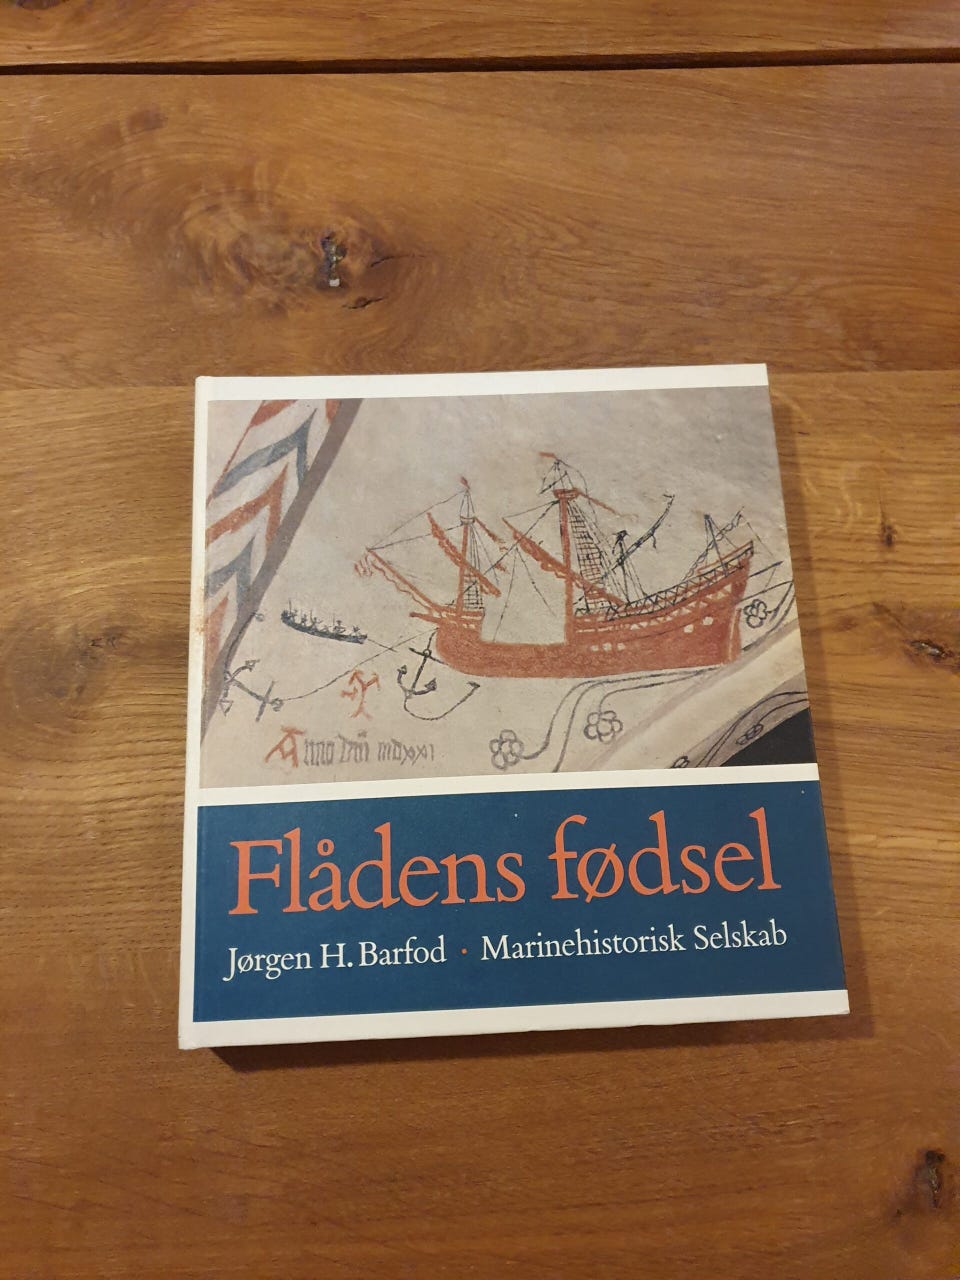 Anno Dni mdxxi
Flådens fødsel
Jørgen H. Barfod · Marinehistorisk Selskab